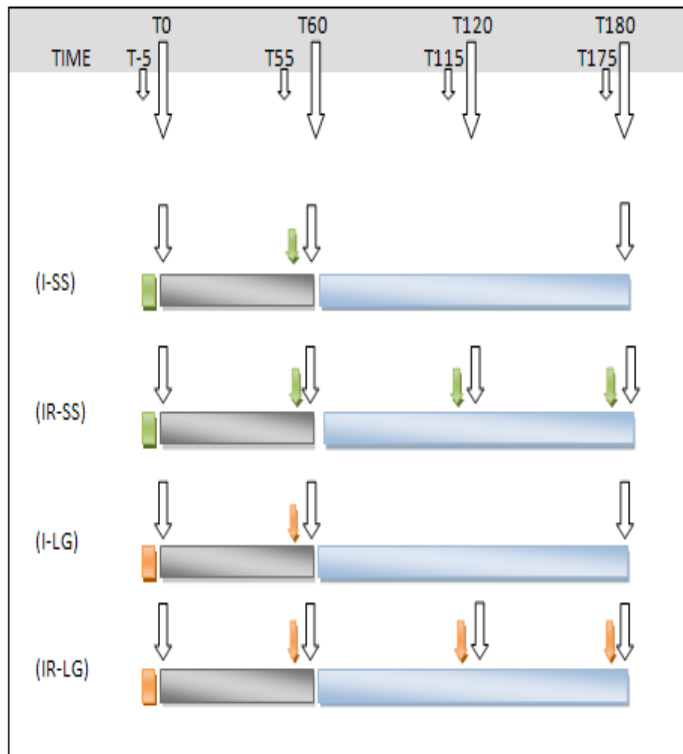 T0 T60 T120 T180
TIME T-5 T55 T115 T175
(I-SS)
(IR-SS)
(I-LG)
(IR-LG)